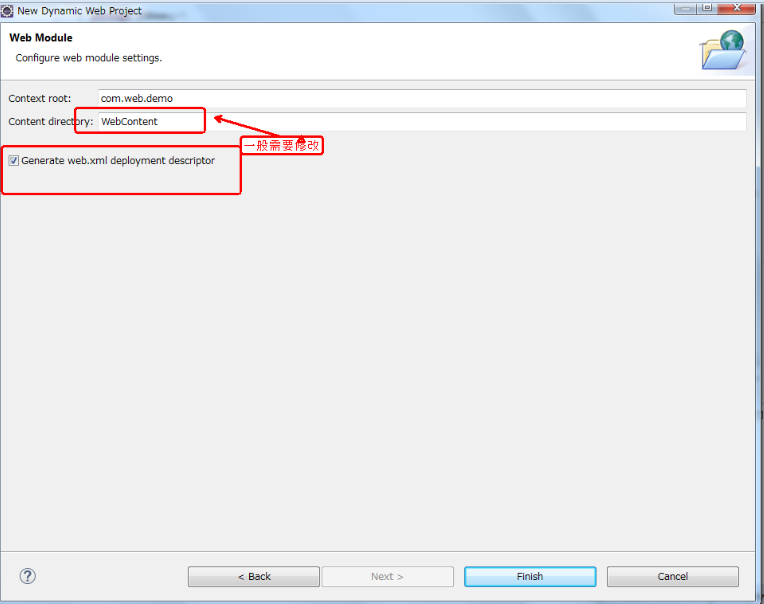 New Dynamic Web Project
Web Module
Configure web module settings.
Context root: com.web.demo
Content directory: WebContent
一般需要修改
Generate web.xml deployment descriptor
?
< Back Next > Finish Cancel